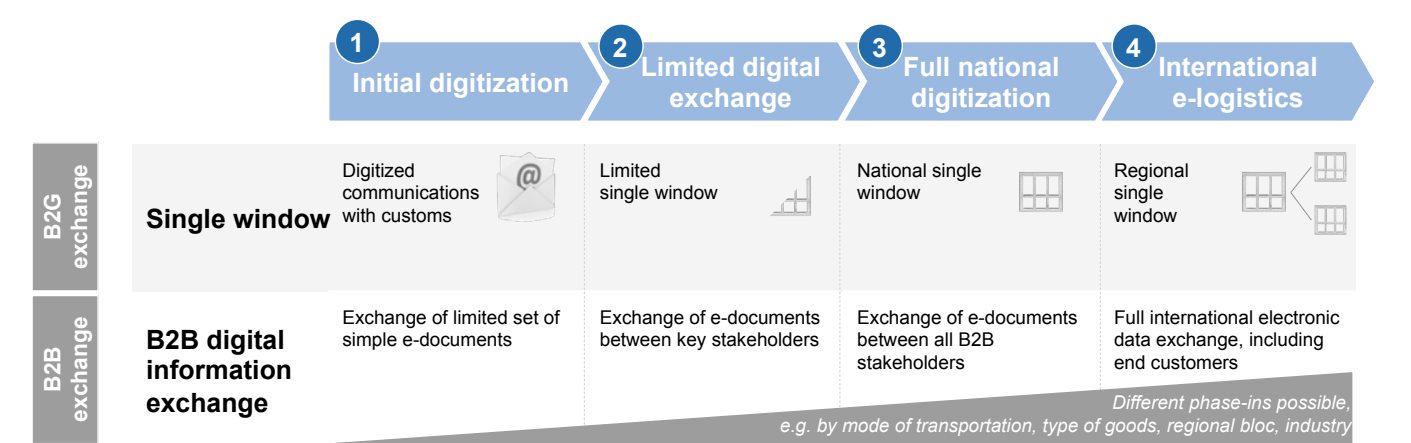 1
Initial digitization
2
Limited digital
exchange
3
Full national
digitization
4
International
e-logistics
B2G
exchange
Single window
Digitized
communications
with customs
@
Limited
single window
National single
window
Regional
single
window
B2B
exchange
B2B digital
information
exchange
Exchange of limited set of
simple e-documents
Exchange of e-documents
between key stakeholders
Exchange of e-documents
between all B2B
stakeholders
Full international electronic
data exchange, including
end customers
Different phase-ins possible,
e.g. by mode of transportation, type of goods, regional bloc, industry